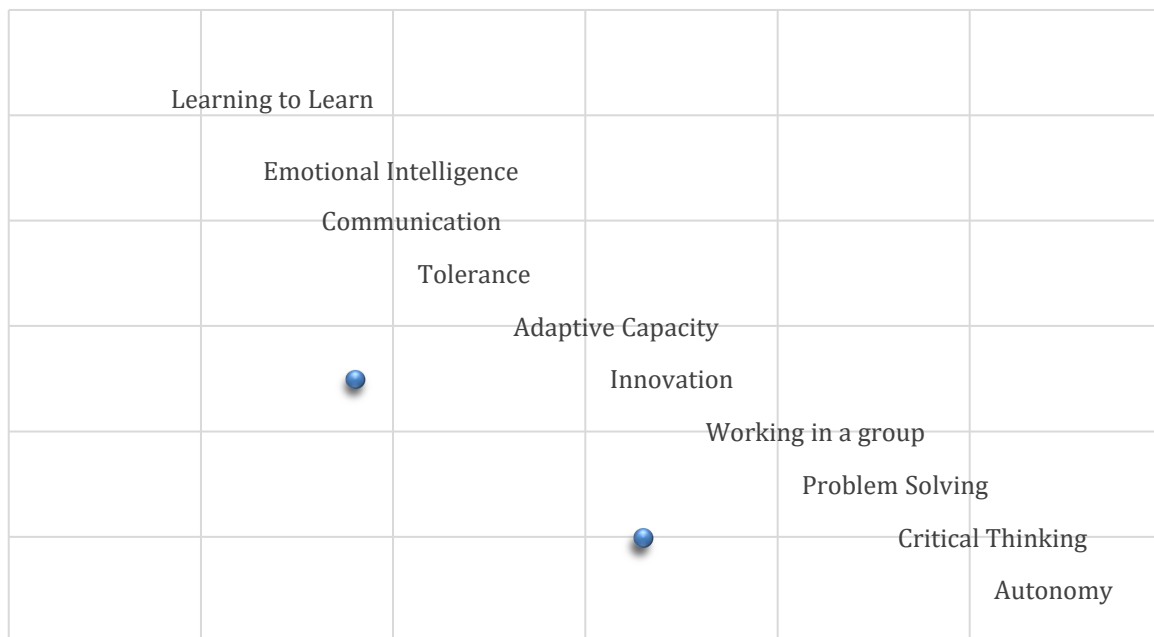 Learning to Learn
Emotional Intelligence
Communication
Tolerance
Adaptive Capacity
Innovation
Working in a group
Problem Solving
Critical Thinking
Autonomy